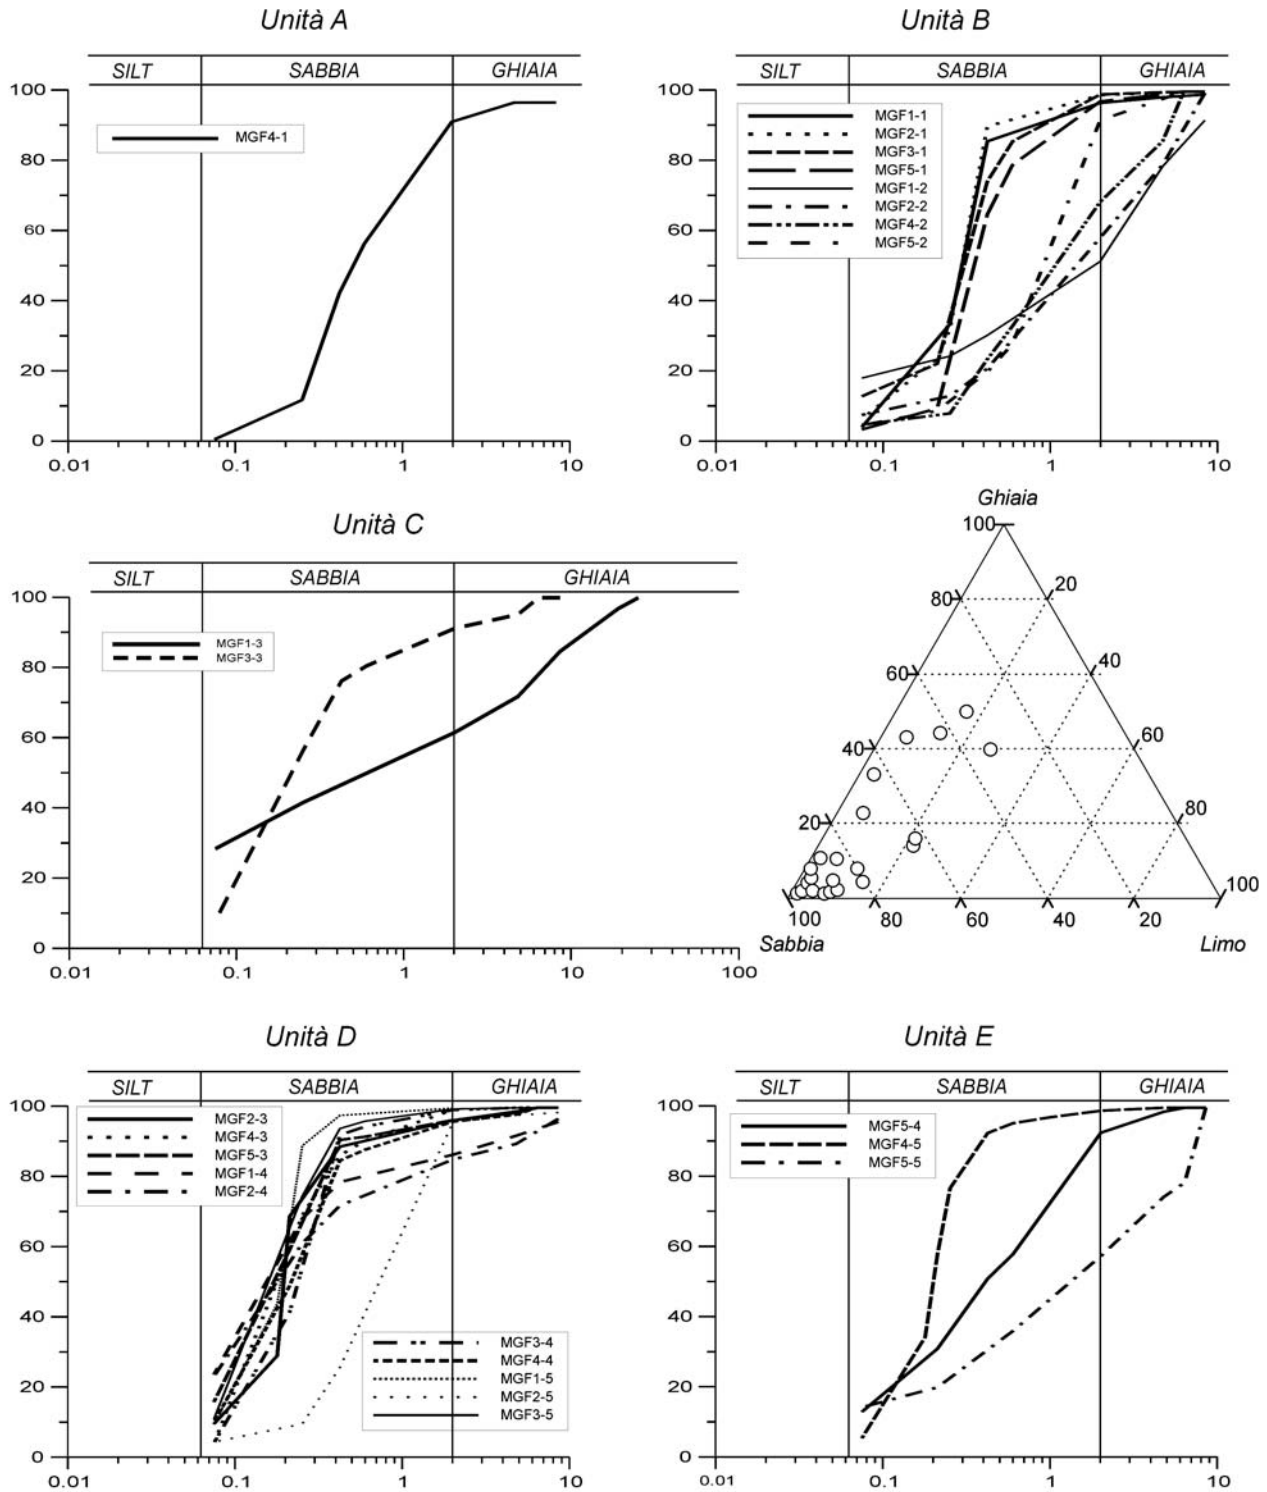 Unità A
SILT SABBIA GHIAIA
100
80
60
40
20
0
MGF4-1
0.01 0.1 1 10
Unità B
SILT SABBIA GHIAIA
100
80
60
40
20
0
MGF1-1
MGF2-1
MGF3-1
MGF5-1
MGF1-2
MGF2-2
MGF4-2
MGF5-2
0.01 0.1 1 10
Unità C
SILT SABBIA GHIAIA
100
80
60
40
20
0
MGF1-3
MGF3-3
0.01 0.1 1 10 100
Ghiaia
100
80 20
60 40
40 60
20 80
100
100 80 60 40 20
Sabbia Limo
Unità D
SILT SABBIA GHIAIA
100
80
60
40
20
0
MGF2-3
MGF4-3
MGF5-3
MGF1-4
MGF2-4
MGF3-4
MGF4-4
MGF1-5
MGF2-5
MGF3-5
0.01 0.1 1 10
Unità E
SILT SABBIA GHIAIA
100
80
60
40
20
0
MGF5-4
MGF4-5
MGF5-5
0.01 0.1 1 10